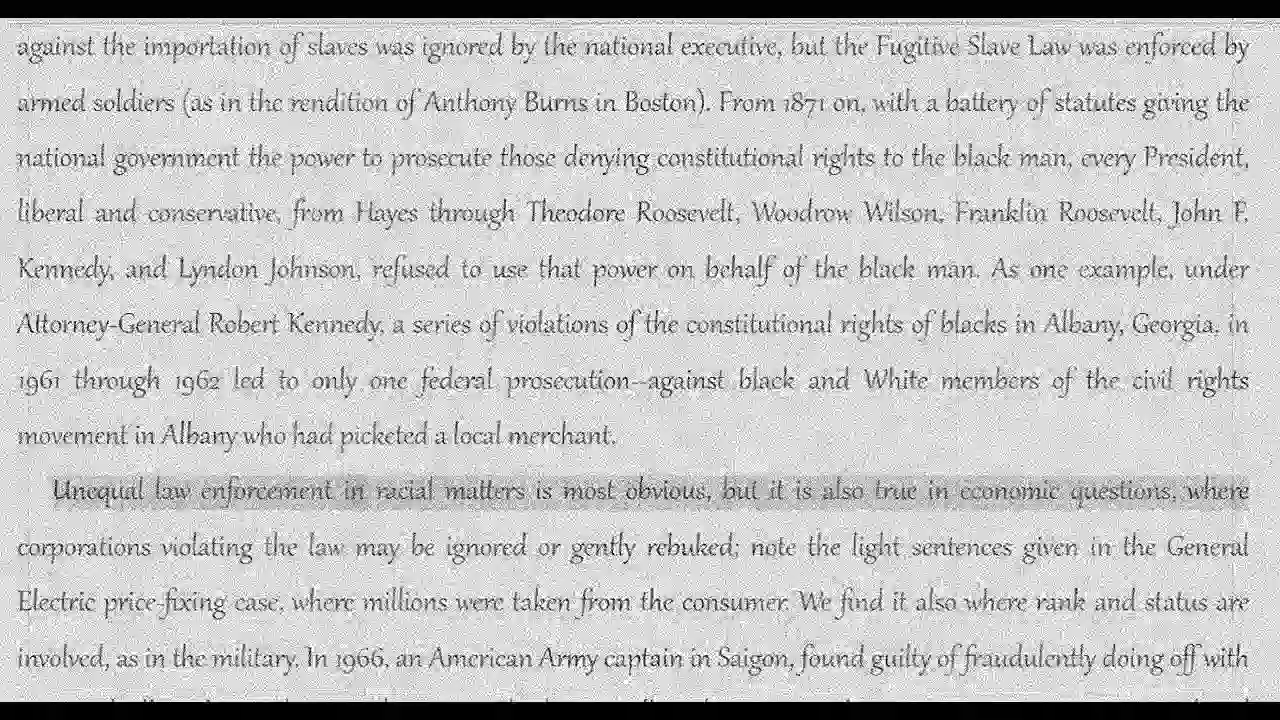 against the importation of slaves was ignored by the national executive, but the Fugitive Slave Law was enforced by
armed soldiers (as in the rendition of Anthony Burns in Boston). From 1871 on, with a battery of statutes giving the
national government the power to prosecute those denying constitutional rights to the black man, every President,
liberal and conservative, from Hayes through Theodore Roosevelt, Woodrow Wilson, Franklin Roosevelt, John F.
Kennedy, and Lyndon Johnson, refused to use that power on behalf of the black man. As one example, under
Attorney-General Robert Kennedy, a series of violations of the constitutional rights of blacks in Albany, Georgia, in
1961 through 1962 led to only one federal prosecution--against black and White members of the civil rights
movement in Albany who had picketed a local merchant.
Unequal law enforcement in racial matters is most obvious, but it is also true in economic questions, where
corporations violating the law may be ignored or gently rebuked; note the light sentences given in the General
Electric price-fixing case, where millions were taken from the consumer. We find it also where rank and status are
involved, as in the military. In 1966, an American Army captain in Saigon, found guilty of fraudulently doing off with